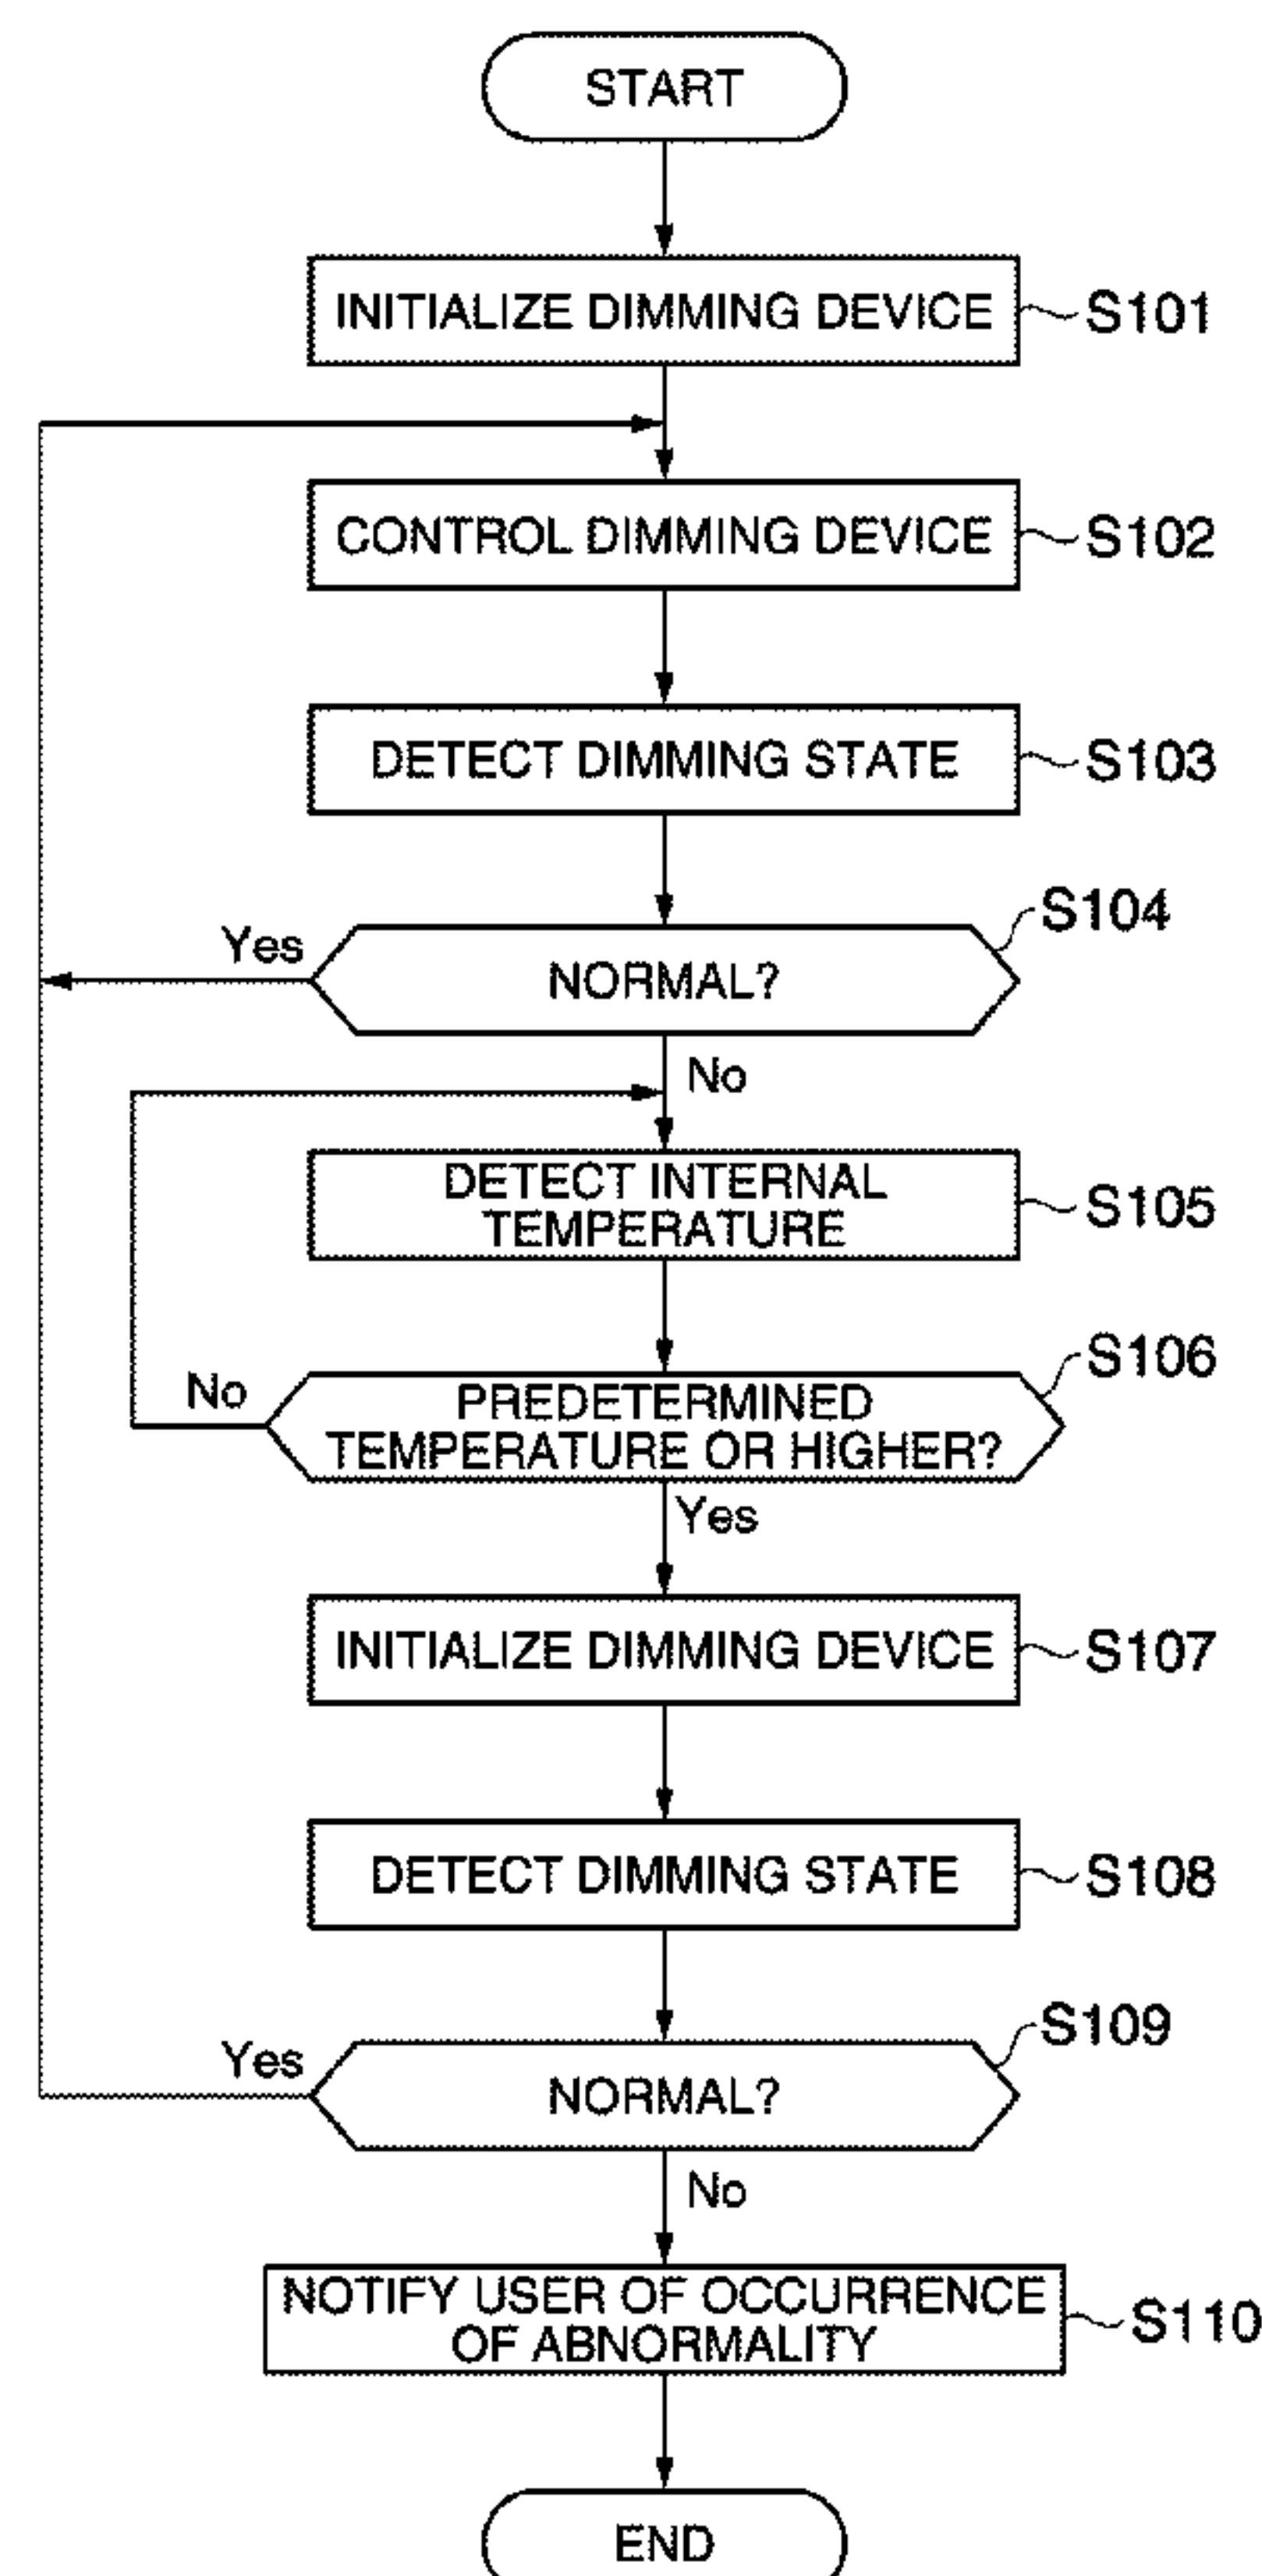 START
INITIALIZE DIMMING DEVICE
S101
CONTROL DIMMING DEVICE
S102
DETECT DIMMING STATE
S103
S104
Yes
NORMAL?
No
DETECT INTERNAL
TEMPERATURE
S105
S106
No
PREDETERMINED
TEMPERATURE OR HIGHER?
Yes
INITIALIZE DIMMING DEVICE
S107
DETECT DIMMING STATE
S108
S109
Yes
NORMAL?
No
NOTIFY USER OF OCCURRENCE
OF ABNORMALITY
S110
END